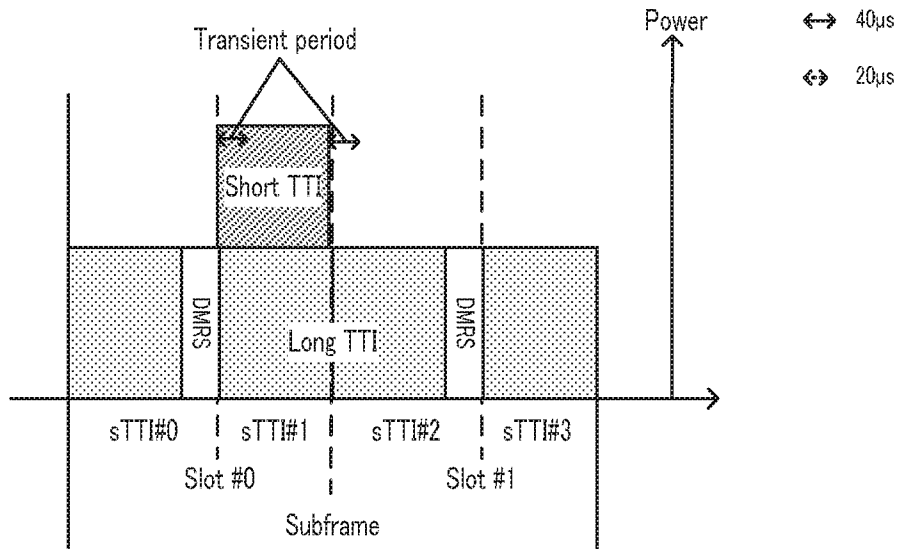 Transient period
Power
40µs
20µs
Short TTI
DMRS
Long TTI
DMRS
sTTI#0
sTTI#1
sTTI#2
sTTI#3
Slot #0
Slot #1
Subframe